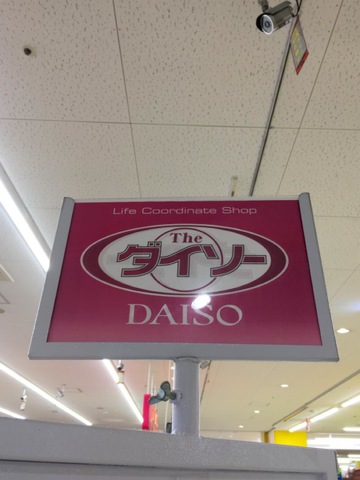 Life Coordinate Shop
The
ダイソー
DAISO